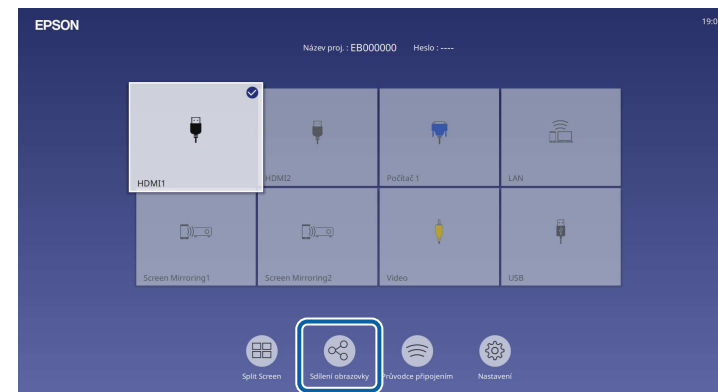 EPSON
19:0
Název proj. : EB000000 Heslo : ----
HDMI1
HDMI2
Počítač 1
LAN
Screen Mirroring1
Screen Mirroring2
Video
USB
Split Screen
Sdílení obrazovky
Průvodce připojením
Nastavení